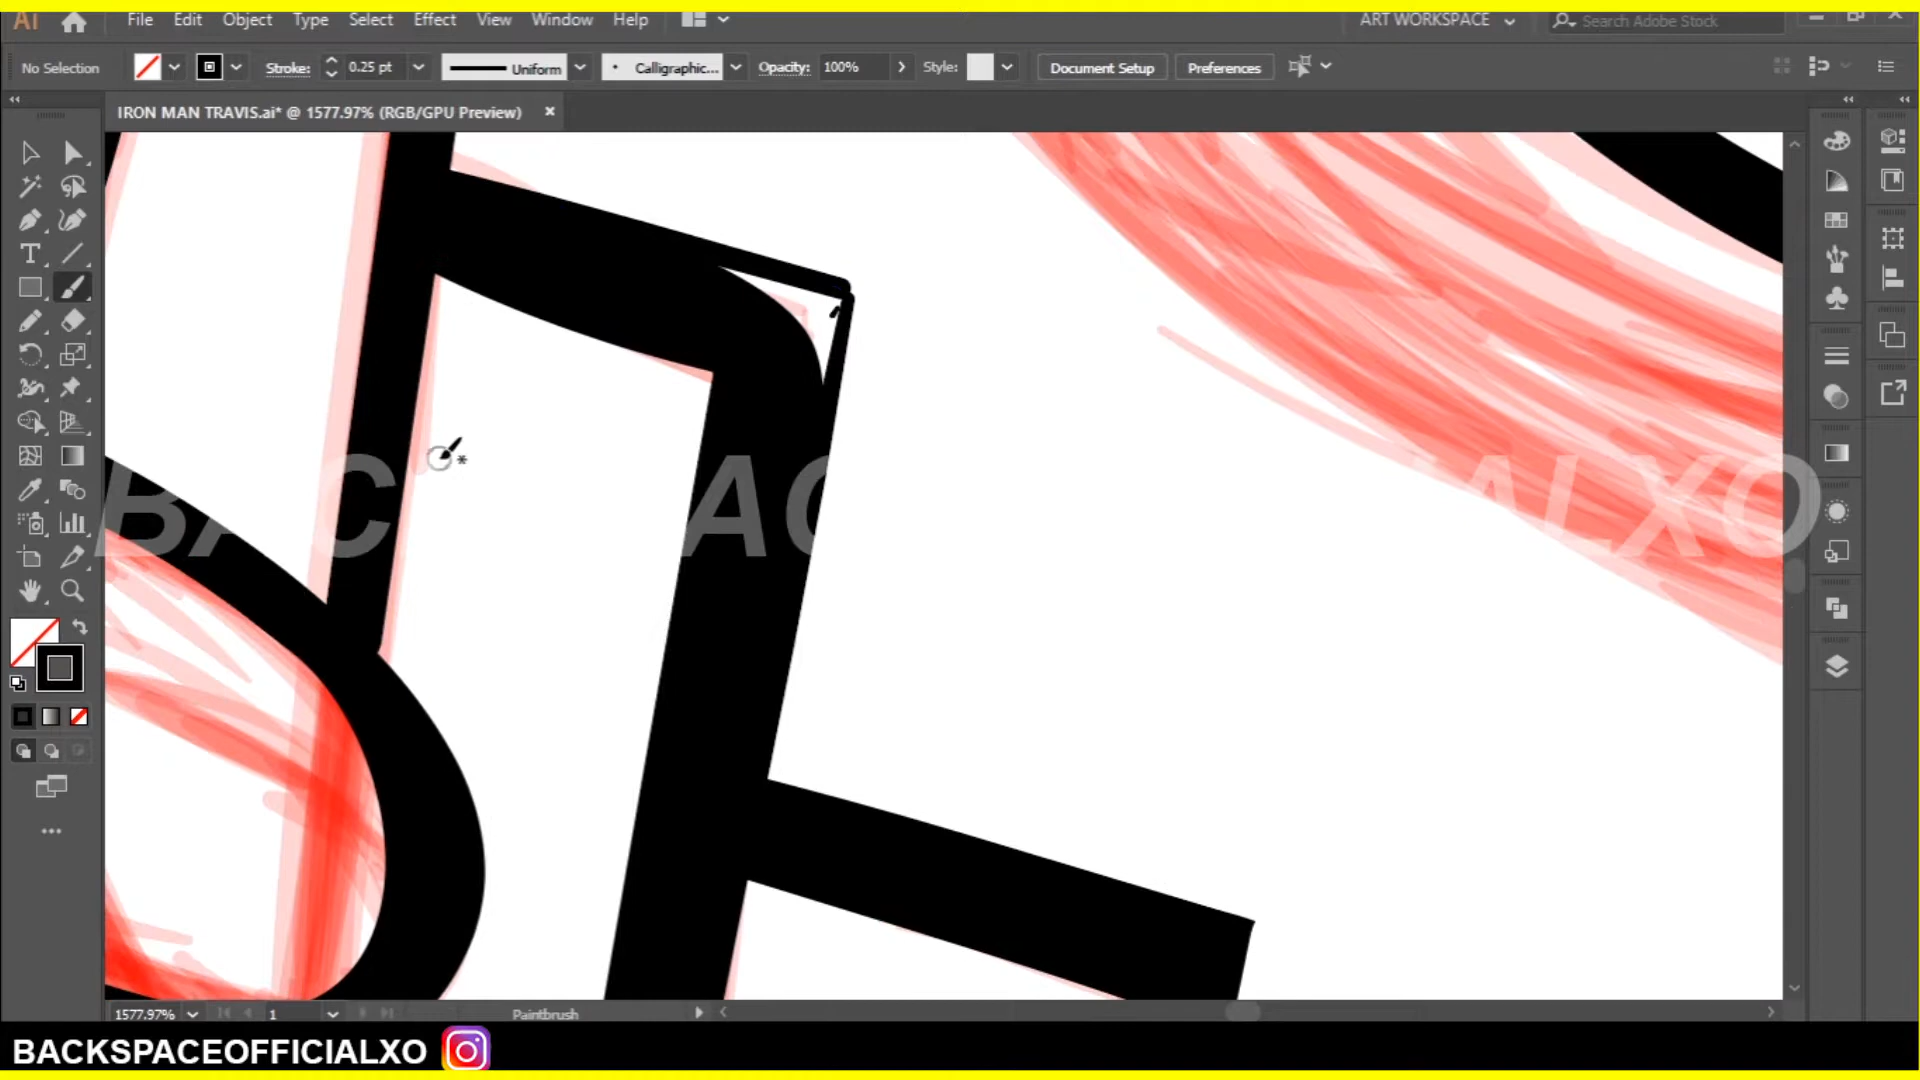 Ai File Edit Object Type Select Effect View Window Help ART WORKSPACE Search Adobe Stock
No Selection Stroke: 0.25 pt Uniform Calligraphic... Opacity: 100% Style: Document Setup Preferences
IRON MAN TRAVIS.ai* @ 1577.97% (RGB/GPU Preview) ×
1577.97% 1 Paintbrush
BACKSPACEOFFICIALXO